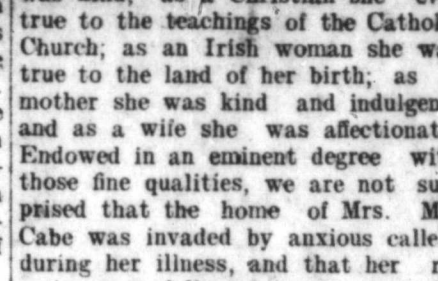 true to the teachings of the Cathol
Church; as an Irish woman she w
true to the land of her birth; as
mother she was kind and indulgen
and as a wife she was affectionat
Endowed in an eminent degree wi
those fine qualities, we are not su
prised that the home of Mrs. M
Cabe was invaded by anxious calle
during her illness, and that her